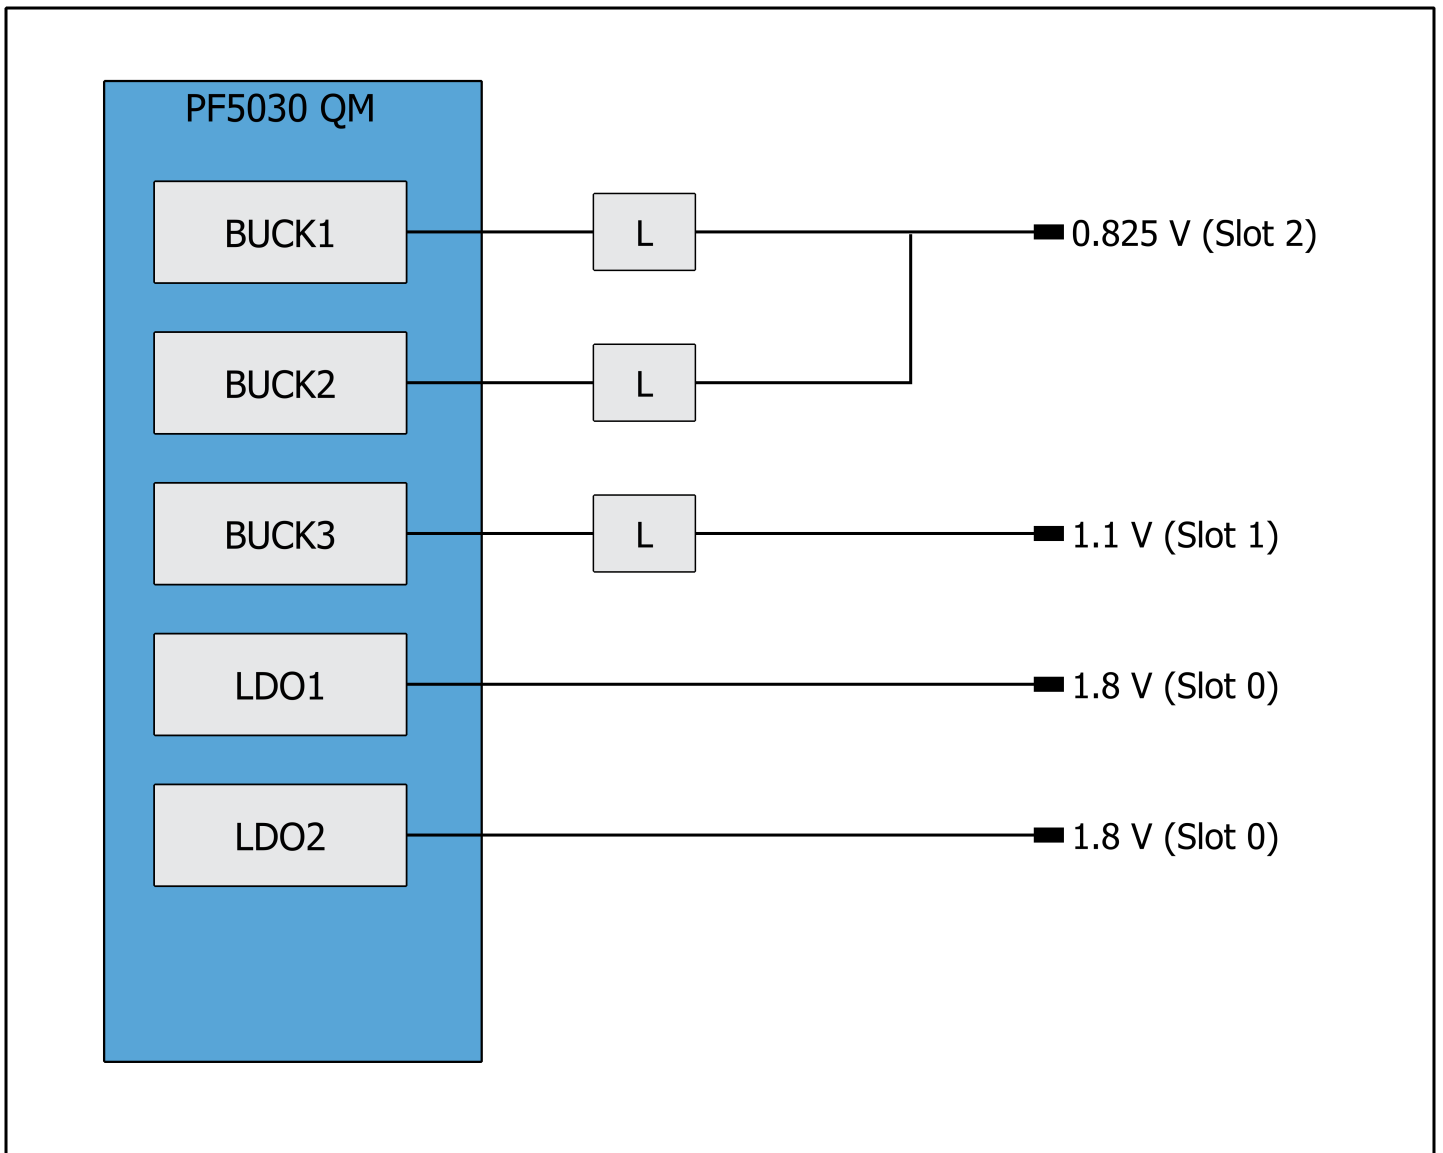 PF5030 QM
BUCK1
L
0.825 V (Slot 2)
BUCK2
L
BUCK3
L
1.1 V (Slot 1)
LDO1
1.8 V (Slot 0)
LDO2
1.8 V (Slot 0)